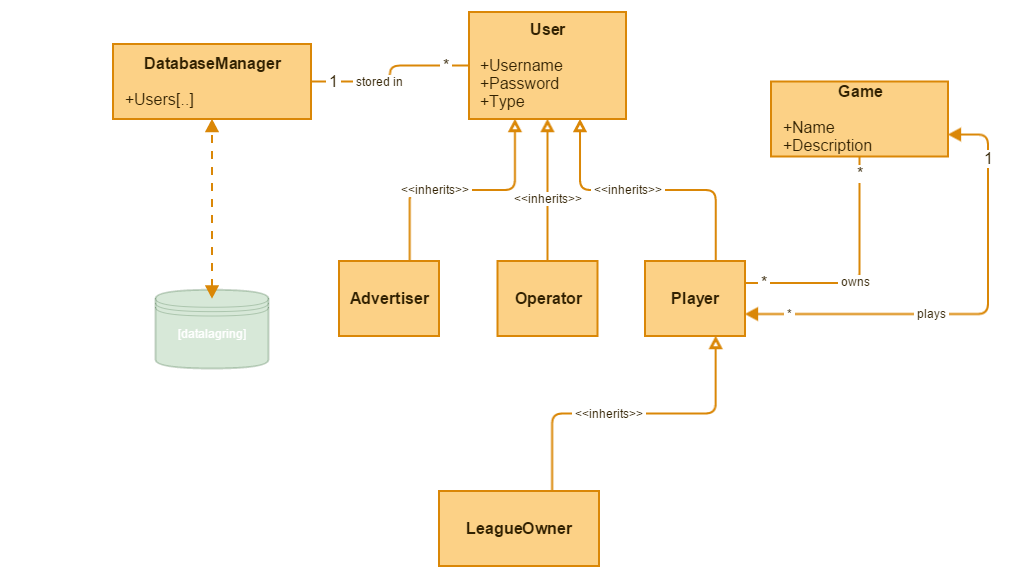 User
+Username
+Password
+Type
DatabaseManager
+Users[..]
1
stored in
*
Game
+Name
+Description
*
1
<<inherits>>
<<inherits>>
<<inherits>>
Advertiser
Operator
Player
*
owns
*
plays
[datalagring]
<<inherits>>
LeagueOwner